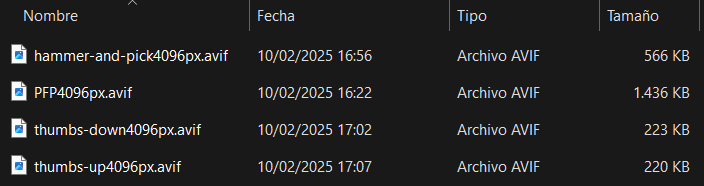 Nombre Fecha Tipo Tamaño
hammer-and-pick4096px.avif 10/02/2025 16:56 Archivo AVIF 566 KB
PFP4096px.avif 10/02/2025 16:22 Archivo AVIF 1.436 KB
thumbs-down4096px.avif 10/02/2025 17:02 Archivo AVIF 223 KB
thumbs-up4096px.avif 10/02/2025 17:07 Archivo AVIF 220 KB